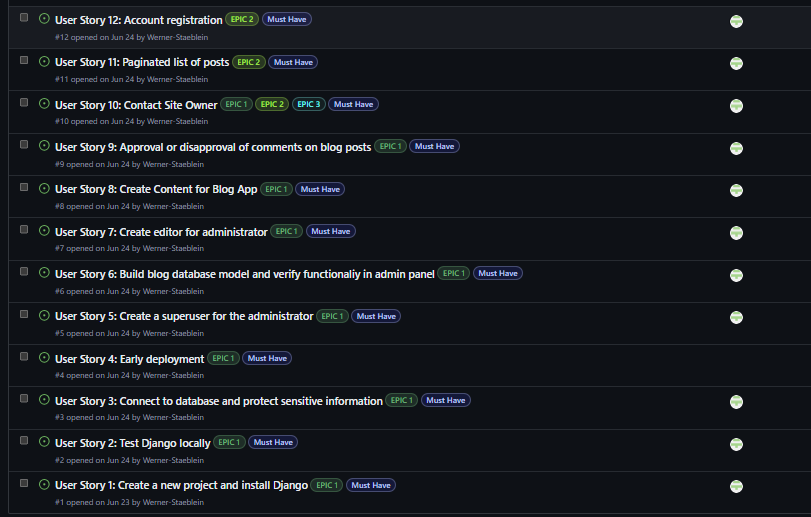 User Story 12: Account registration EPIC 2 Must Have
#12 opened on Jun 24 by Werner-Staeblein
User Story 11: Paginated list of posts EPIC 2 Must Have
#11 opened on Jun 24 by Werner-Staeblein
User Story 10: Contact Site Owner EPIC 1 EPIC 2 EPIC 3 Must Have
#10 opened on Jun 24 by Werner-Staeblein
User Story 9: Approval or disapproval of comments on blog posts EPIC 1 Must Have
#9 opened on Jun 24 by Werner-Staeblein
User Story 8: Create Content for Blog App EPIC 1 Must Have
#8 opened on Jun 24 by Werner-Staeblein
User Story 7: Create editor for administrator EPIC 1 Must Have
#7 opened on Jun 24 by Werner-Staeblein
User Story 6: Build blog database model and verify functionaliy in admin panel EPIC 1 Must Have
#6 opened on Jun 24 by Werner-Staeblein
User Story 5: Create a superuser for the administrator EPIC 1 Must Have
#5 opened on Jun 24 by Werner-Staeblein
User Story 4: Early deployment EPIC 1 Must Have
#4 opened on Jun 24 by Werner-Staeblein
User Story 3: Connect to database and protect sensitive information EPIC 1 Must Have
#3 opened on Jun 24 by Werner-Staeblein
User Story 2: Test Django locally EPIC 1 Must Have
#2 opened on Jun 24 by Werner-Staeblein
User Story 1: Create a new project and install Django EPIC 1 Must Have
#1 opened on Jun 23 by Werner-Staeblein